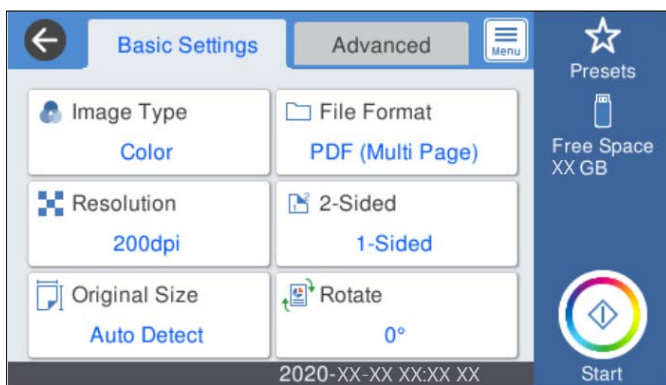 Basic Settings
Advanced
Menu
Presets
Image Type
Color
File Format
PDF (Multi Page)
Free Space
XX GB
Resolution
200dpi
2-Sided
1-Sided
Original Size
Auto Detect
Rotate
0°
Start
2020-XX-XX XX:XX XX